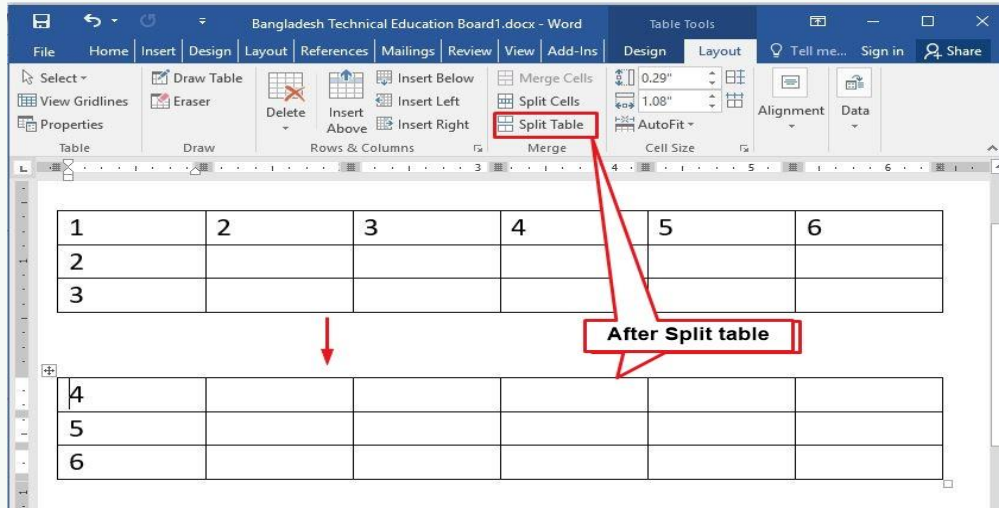 Bangladesh Technical Education Board1.docx - Word Table Tools
File Home Insert Design Layout References Mailings Review View Add-Ins Design Layout Tell me... Sign in Share
Select Draw Table Insert Below Merge Cells 0.29"
View Gridlines Eraser Delete Insert Above Insert Left Split Cells 1.08" Alignment Data
Properties Insert Right Split Table AutoFit
Table Draw Rows & Columns Merge Cell Size
3 4 5 6
1 2 3 4 5 6
2
3
After Split table
4
5
6